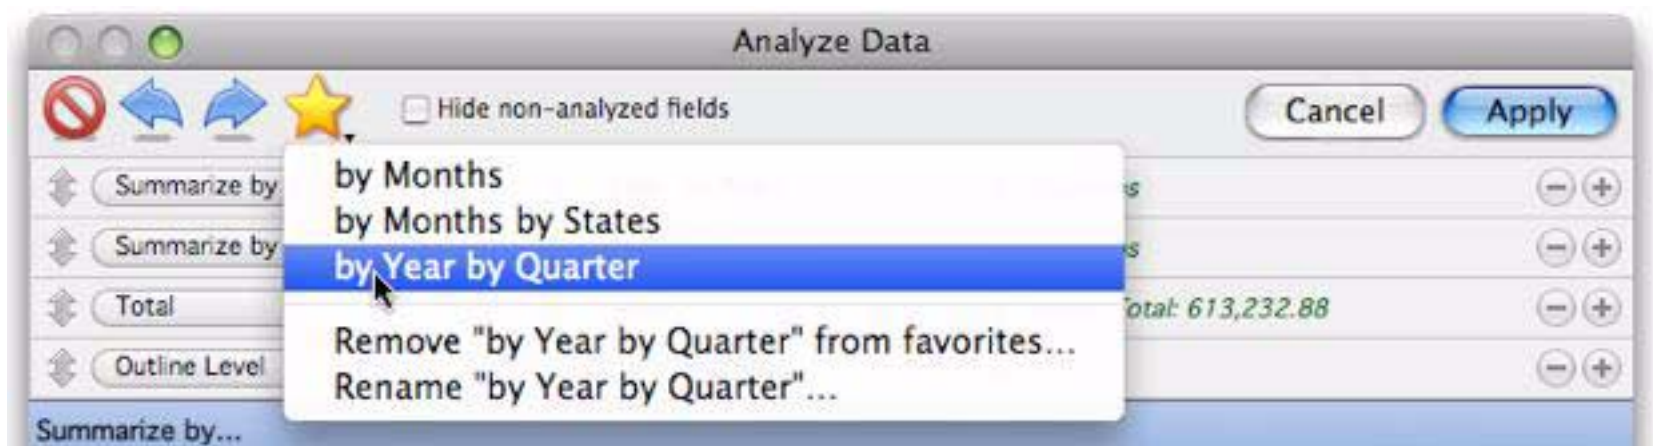 Analyze Data
Hide non-analyzed fields
Cancel
Apply
by Months
Summarize by
by Months by States
Summarize by
by Year by Quarter
Total
Total: 613,232.88
Remove "by Year by Quarter" from favorites...
Outline Level
Rename "by Year by Quarter"...
Summarize by...